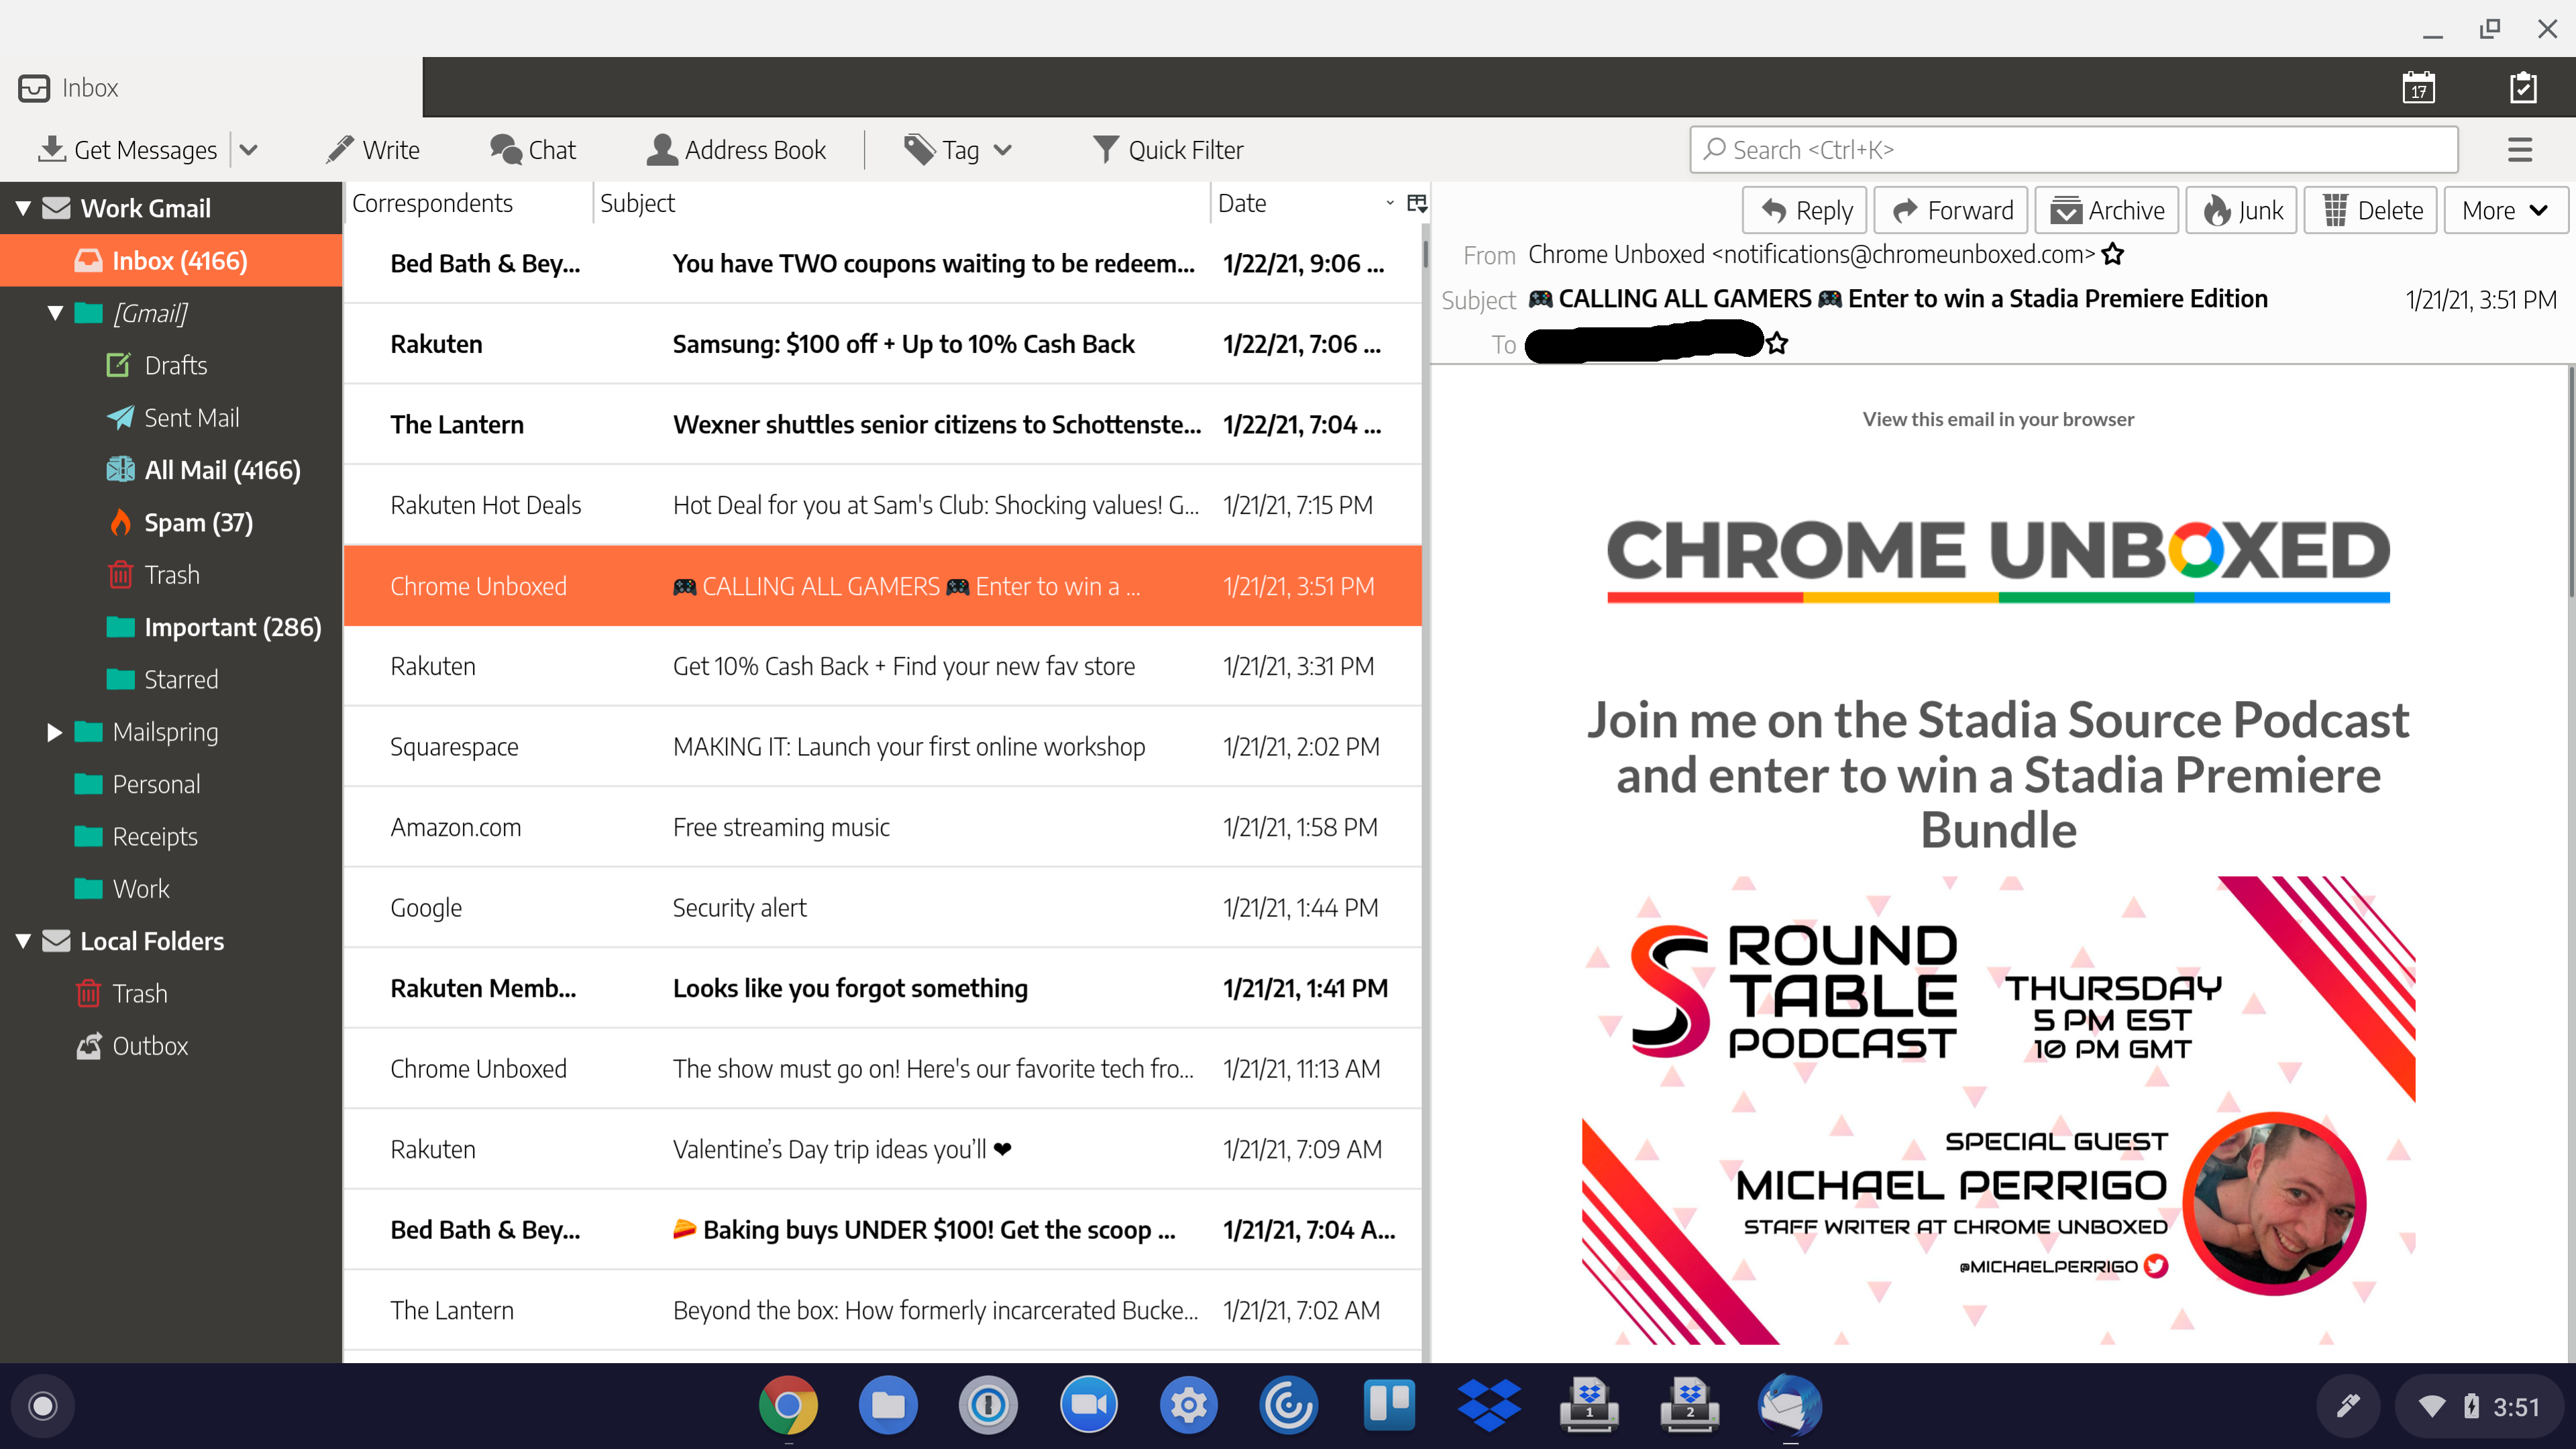 Inbox
17
Get Messages
Write
Chat
Address Book
Tag
Quick Filter
Search <Ctrl+K>
Work Gmail
Inbox (4166)
[Gmail]
Drafts
Sent Mail
All Mail (4166)
Spam (37)
Trash
Important (286)
Starred
Mailspring
Personal
Receipts
Work
Local Folders
Trash
Outbox
Correspondents Subject Date
Bed Bath & Bey... You have TWO coupons waiting to be redeem... 1/22/21, 9:06 ...
Rakuten Samsung: $100 off + Up to 10% Cash Back 1/22/21, 7:06 ...
The Lantern Wexner shuttles senior citizens to Schottenste... 1/22/21, 7:04 ...
Rakuten Hot Deals Hot Deal for you at Sam's Club: Shocking values! G... 1/21/21, 7:15 PM
Chrome Unboxed 🎮 CALLING ALL GAMERS 🎮 Enter to win a ... 1/21/21, 3:51 PM
Rakuten Get 10% Cash Back + Find your new fav store 1/21/21, 3:31 PM
Squarespace MAKING IT: Launch your first online workshop 1/21/21, 2:02 PM
Amazon.com Free streaming music 1/21/21, 1:58 PM
Google Security alert 1/21/21, 1:44 PM
Rakuten Memb... Looks like you forgot something 1/21/21, 1:41 PM
Chrome Unboxed The show must go on! Here's our favorite tech fro... 1/21/21, 11:13 AM
Rakuten Valentine’s Day trip ideas you’ll ❤ 1/21/21, 7:09 AM
Bed Bath & Bey... 🥧 Baking buys UNDER $100! Get the scoop ... 1/21/21, 7:04 A...
The Lantern Beyond the box: How formerly incarcerated Bucke... 1/21/21, 7:02 AM
Reply Forward Archive Junk Delete More
From Chrome Unboxed <notifications@chromeunboxed.com>
Subject 🎮 CALLING ALL GAMERS 🎮 Enter to win a Stadia Premiere Edition 1/21/21, 3:51 PM
To
View this email in your browser
CHROME UNBOXED
Join me on the Stadia Source Podcast
and enter to win a Stadia Premiere
Bundle
ROUND
TABLE
PODCAST
THURSDAY
5 PM EST
10 PM GMT
SPECIAL GUEST
MICHAEL PERRIGO
STAFF WRITER AT CHROME UNBOXED
@MICHAELPERRIGO
1
2
3:51